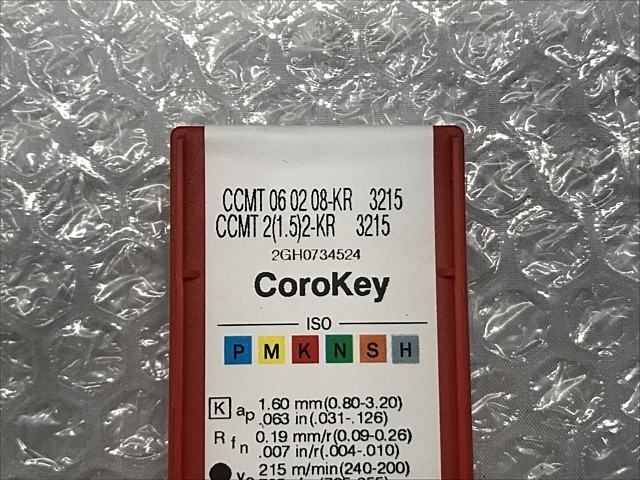 CCMT 06 02 08-KR 3215
CCMT 2(1.5)2-KR 3215
2GH0734524
CoroKey
ISO
P M K N S H
K ap 1.60 mm(0.80-3.20)
.063 in(.031-.126)
R fn 0.19 mm/r(0.09-0.26)
.007 in/r(.004-.010)
215 m/min(240-200)